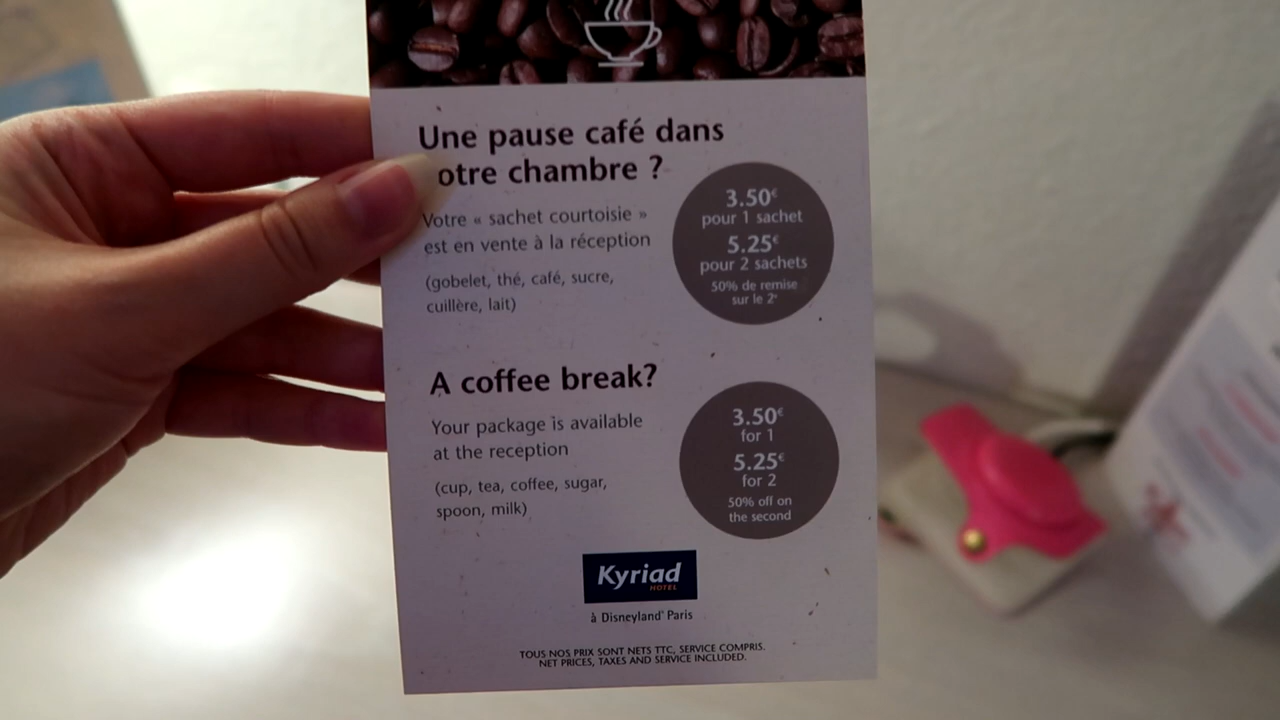 Une pause café dans
otre chambre ?
Votre « sachet courtoisie »
est en vente à la réception
(gobelet, thé, café, sucre,
cuillère, lait)
3.50€
pour 1 sachet
5.25€
pour 2 sachets
50% de remise
sur le 2e
A coffee break?
Your package is available
at the reception
(cup, tea, coffee, sugar,
spoon, milk)
3.50€
for 1
5.25€
for 2
50% off on
the second
Kyriad
HOTEL
à Disneyland® Paris
TOUS NOS PRIX SONT NETS TTC, SERVICE COMPRIS.
NET PRICES, TAXES AND SERVICE INCLUDED.